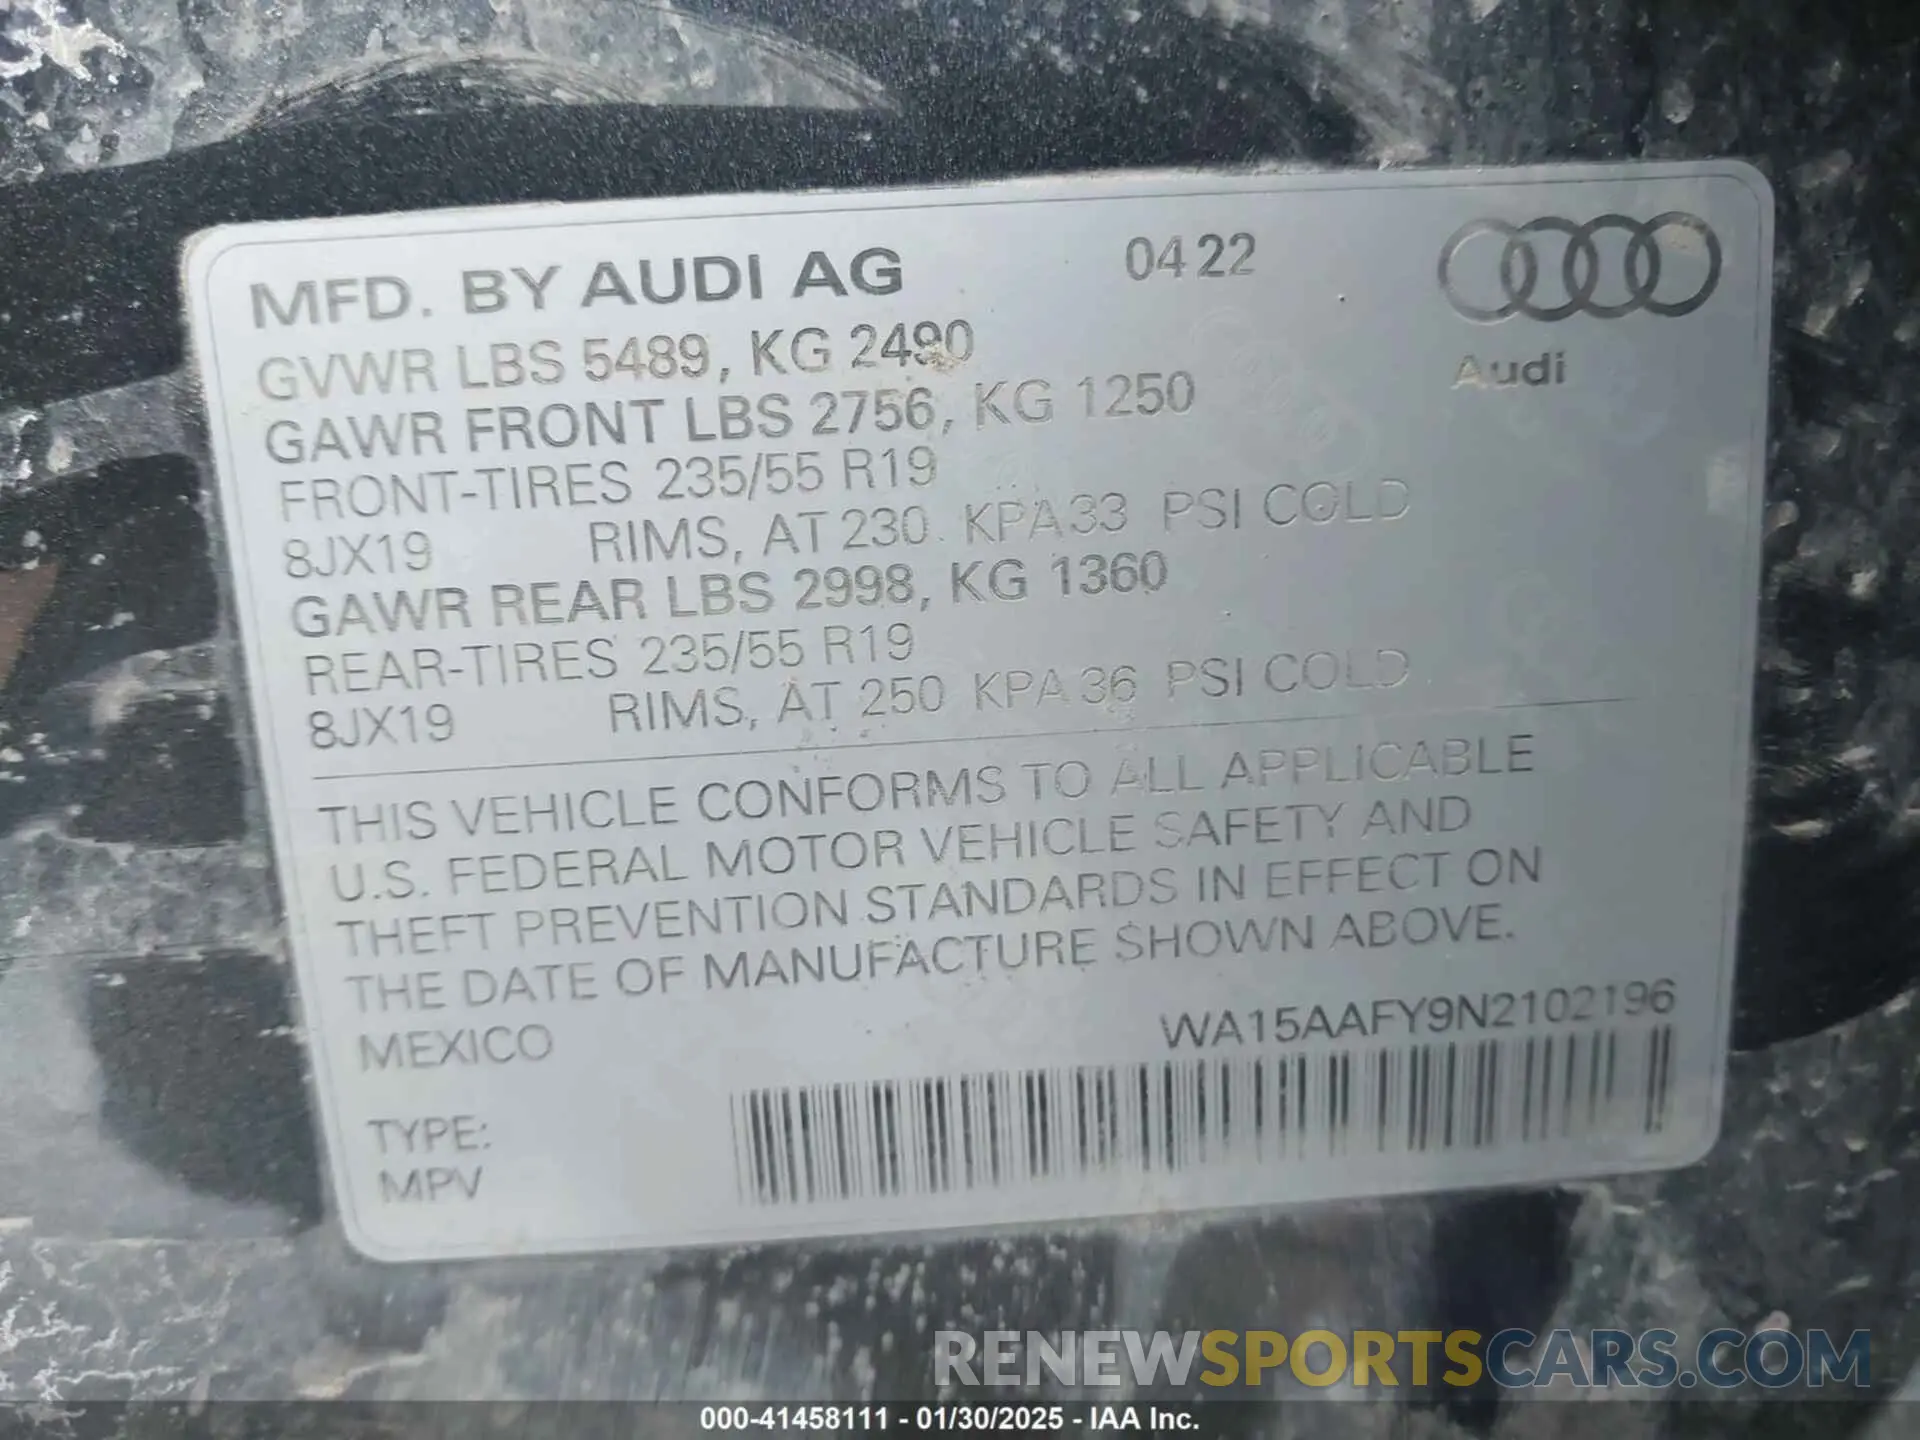 MFD. BY AUDI AG 0422
GVWR LBS 5489, KG 2490
Audi
GAWR FRONT LBS 2756, KG 1250
FRONT-TIRES 235/55 R19
8JX19 RIMS, AT 230 KPA 33 PSI COLD
GAWR REAR LBS 2998, KG 1360
REAR-TIRES 235/55 R19
8JX19 RIMS, AT 250 KPA 36 PSI COLD
THIS VEHICLE CONFORMS TO ALL APPLICABLE
U.S. FEDERAL MOTOR VEHICLE SAFETY AND
THEFT PREVENTION STANDARDS IN EFFECT ON
THE DATE OF MANUFACTURE SHOWN ABOVE.
MEXICO WA15AAFY9N2102196
TYPE:
MPV
RENEWSPORTSCARS.COM
000-41458111 - 01/30/2025 - IAA Inc.